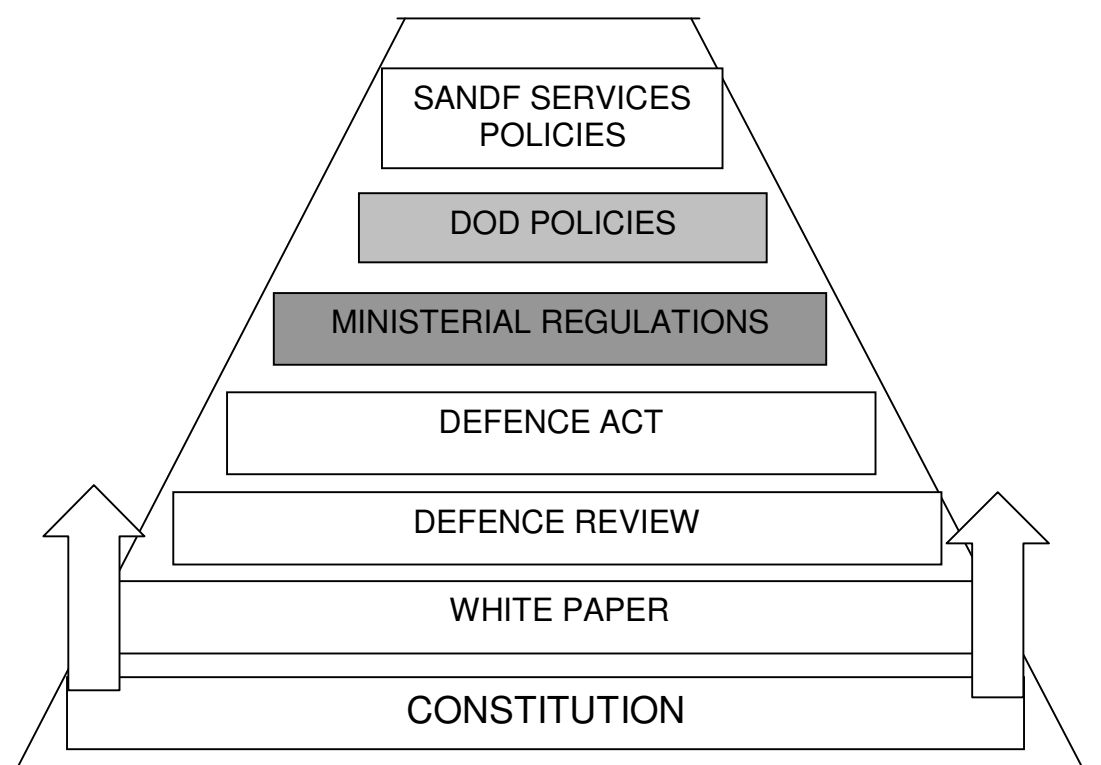 SANDF SERVICES
POLICIES
DOD POLICIES
MINISTERIAL REGULATIONS
DEFENCE ACT
DEFENCE REVIEW
WHITE PAPER
CONSTITUTION